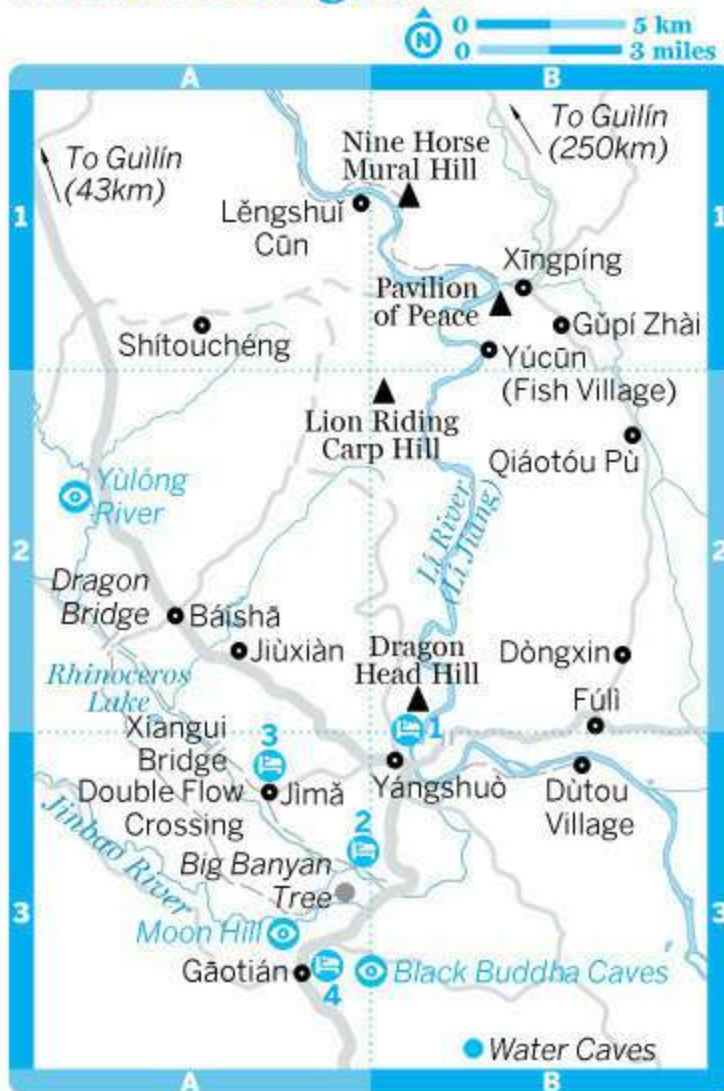 N
0 5 km
0 3 miles
A
B
To Guìlín
(43km)
Nine Horse
Mural Hill
To Guìlín
(250km)
1
1
Lěngshuǐ
Cūn
Xīngpíng
Pavilion
of Peace
Gǔpí Zhài
Shítouchéng
Yúcūn
(Fish Village)
Lion Riding
Carp Hill
Qiáotóu Pù
Yùlóng
River
Li River
(Lí Jiāng)
2
2
Dragon
Bridge
Báishā
Jiùxiàn
Dragon
Head Hill
Dòngxin
Rhinoceros
Lake
Fúlì
Xiangui
Bridge
3
1
Double Flow
Crossing
Jìmǎ
Yángshuò
Dùtou
Village
Jinbao River
2
Big Banyan
Tree
3
3
Moon Hill
Gāotián
4
Black Buddha Caves
Water Caves
A
B